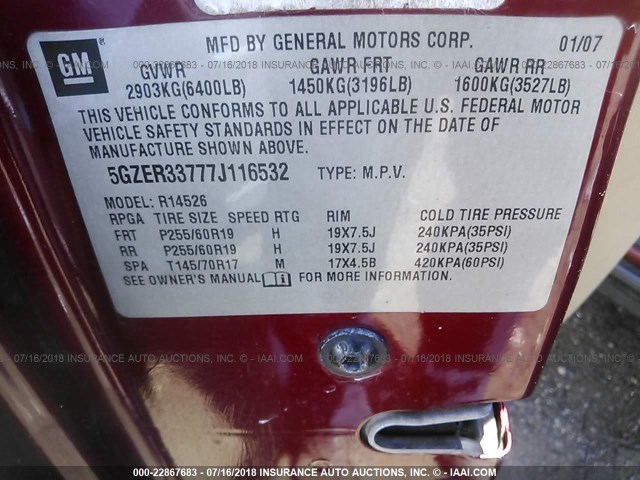 GM
®
MFD BY GENERAL MOTORS CORP. 01/07
GVWR GAWR FRT GAWR RR
2903KG(6400LB) 1450KG(3196LB) 1600KG(3527LB)
THIS VEHICLE CONFORMS TO ALL APPLICABLE U.S. FEDERAL MOTOR
VEHICLE SAFETY STANDARDS IN EFFECT ON THE DATE OF
MANUFACTURE SHOWN ABOVE.
5GZER33777J116532 TYPE: M.P.V.
MODEL: R14526
RPGA TIRE SIZE SPEED RTG RIM COLD TIRE PRESSURE
FRT P255/60R19 H 19X7.5J 240KPA(35PSI)
RR P255/60R19 H 19X7.5J 240KPA(35PSI)
SPA T145/70R17 M 17X4.5B 420KPA(60PSI)
SEE OWNER'S MANUAL FOR MORE INFORMATION.
000-22867683 - 07/16/2018 INSURANCE AUTO AUCTIONS, INC. © - IAAI.COM
000-22867683 - 07/16/2018 INSURANCE AUTO AUCTIONS, INC. © - IAAI.COM